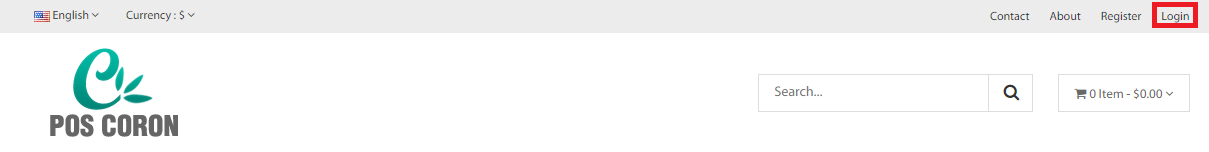 English
Currency : $
Contact
About
Register
Login
POS CORON
Search...
0 Item - $0.00